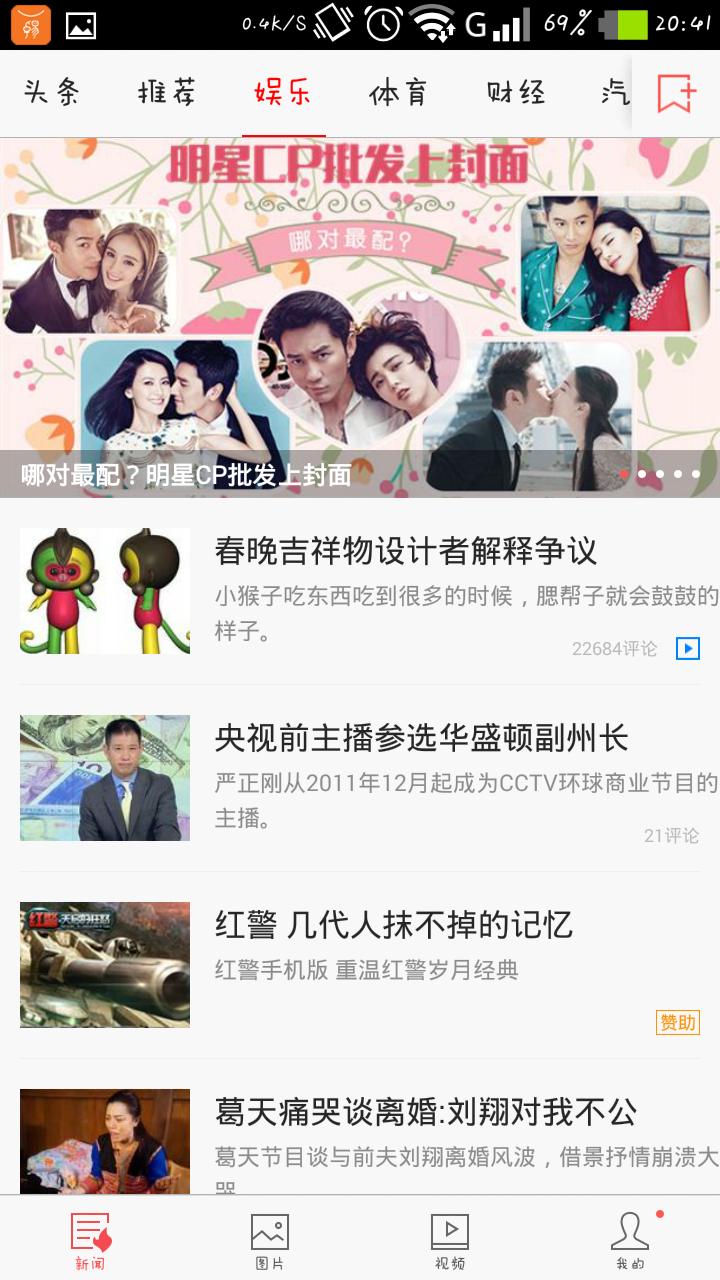 0.4K/S G 69% 20:41
头条 推荐 娱乐 体育 财经 汽
明星CP批发上封面
哪对最配?
哪对最配？明星CP批发上封面
春晚吉祥物设计者解释争议
小猴子吃东西吃到很多的时候，腮帮子就会鼓鼓的
样子。
22684评论
央视前主播参选华盛顿副州长
严正刚从2011年12月起成为CCTV环球商业节目的
主播。
21评论
红警
红警 几代人抹不掉的记忆
红警手机版 重温红警岁月经典
赞助
葛天痛哭谈离婚:刘翔对我不公
葛天节目谈与前夫刘翔离婚风波，借景抒情崩溃大
哭
新闻 图片 视频 我的